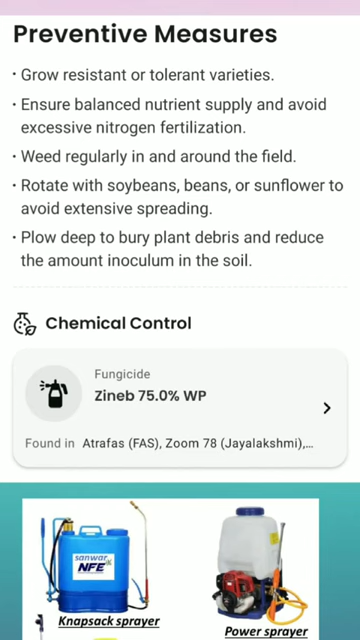 Preventive Measures
• Grow resistant or tolerant varieties.
• Ensure balanced nutrient supply and avoid
excessive nitrogen fertilization.
• Weed regularly in and around the field.
• Rotate with soybeans, beans, or sunflower to
avoid extensive spreading.
• Plow deep to bury plant debris and reduce
the amount inoculum in the soil.
Chemical Control
Fungicide
Zineb 75.0% WP
Found in Atrafas (FAS), Zoom 78 (Jayalakshmi),...
sanwar
NFE
Knapsack sprayer
Power sprayer